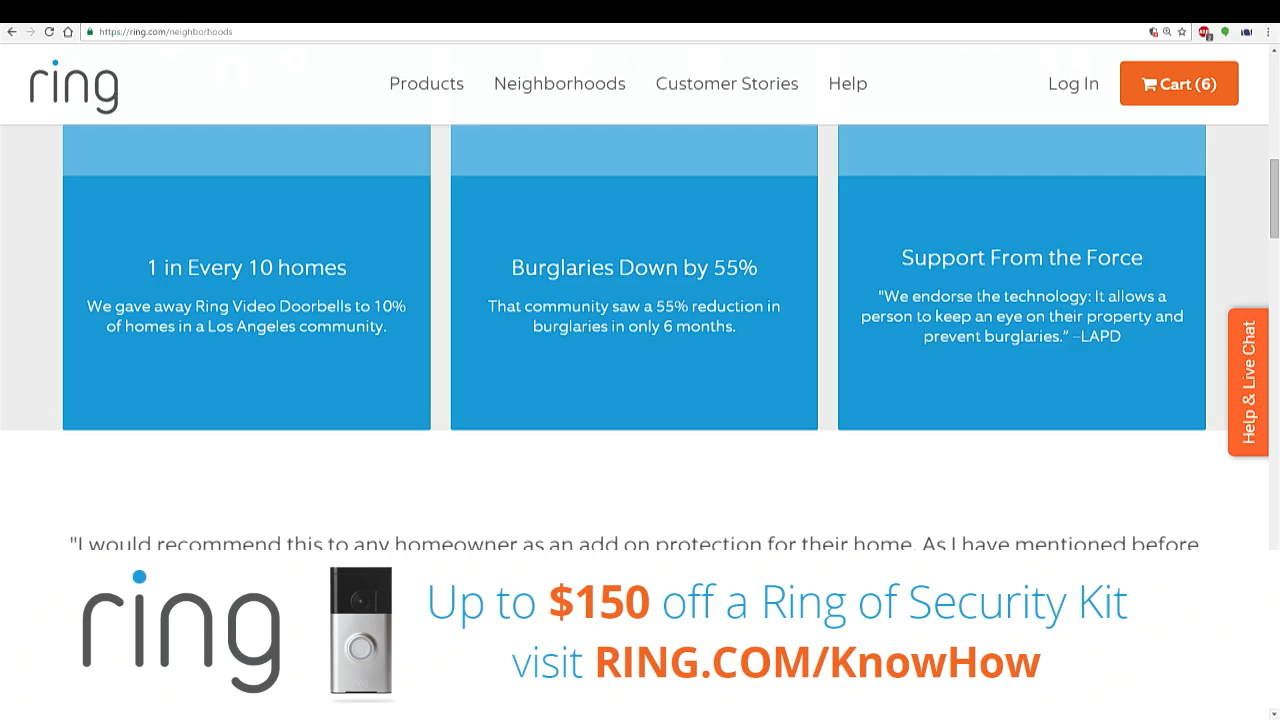 https://ring.com/neighborhoods
ring
Products
Neighborhoods
Customer Stories
Help
Log In
Cart (6)
1 in Every 10 homes
We gave away Ring Video Doorbells to 10%
of homes in a Los Angeles community.
Burglaries Down by 55%
That community saw a 55% reduction in
burglaries in only 6 months.
Support From the Force
"We endorse the technology: It allows a
person to keep an eye on their property and
prevent burglaries.” –LAPD
Help & Live Chat
"I would recommend this to any homeowner as an add on protection for their home. As I have mentioned before
ring
Up to $150 off a Ring of Security Kit
visit RING.COM/KnowHow